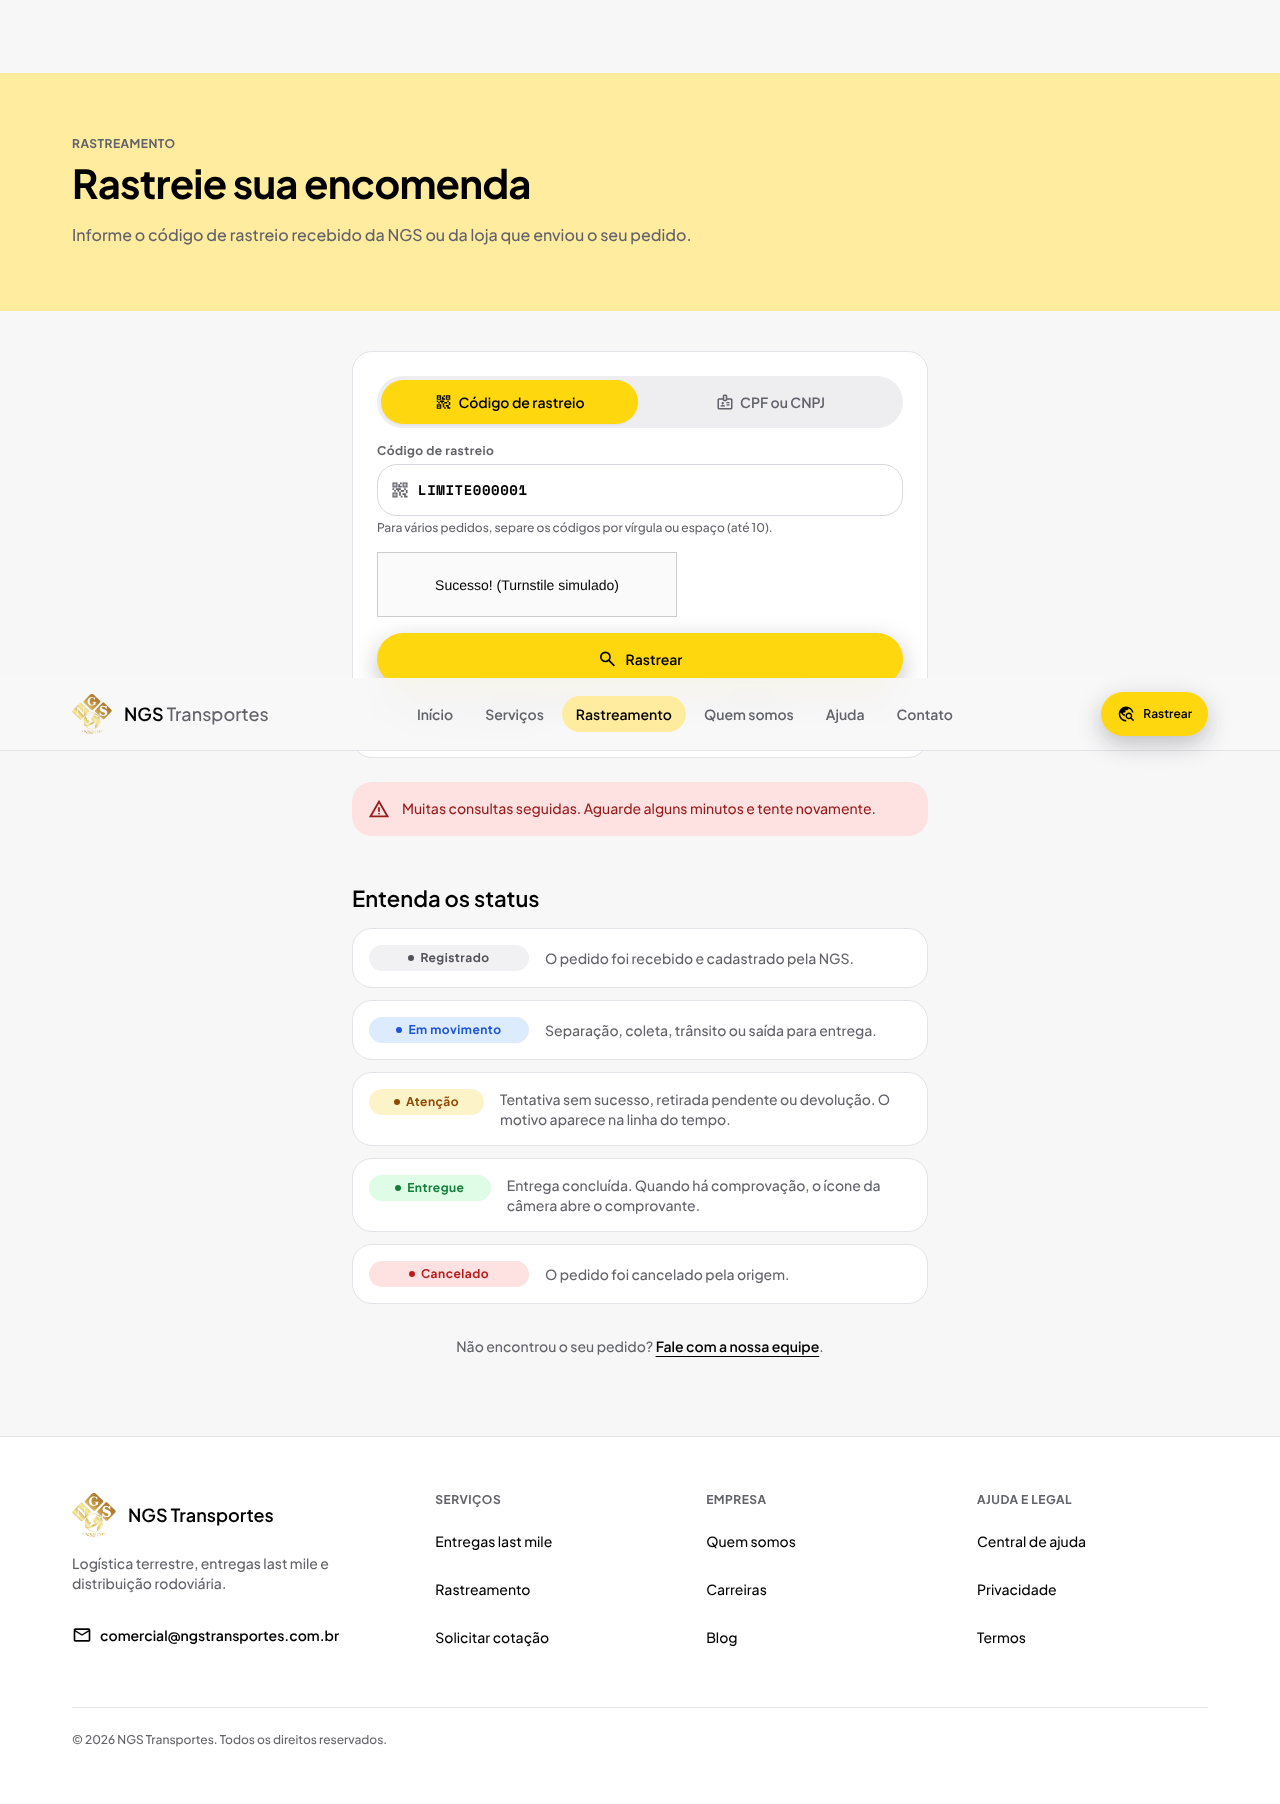 RASTREAMENTO
Rastreie sua encomenda
Informe o código de rastreio recebido da NGS ou da loja que enviou o seu pedido.
Código de rastreio
CPF ou CNPJ
Código de rastreio
LIMITE000001
Para vários pedidos, separe os códigos por vírgula ou espaço (até 10).
Sucesso! (Turnstile simulado)
Rastrear
NGS Transportes
Início
Serviços
Rastreamento
Quem somos
Ajuda
Contato
Rastrear
Muitas consultas seguidas. Aguarde alguns minutos e tente novamente.
Entenda os status
Registrado
O pedido foi recebido e cadastrado pela NGS.
Em movimento
Separação, coleta, trânsito ou saída para entrega.
Atenção
Tentativa sem sucesso, retirada pendente ou devolução. O
motivo aparece na linha do tempo.
Entregue
Entrega concluída. Quando há comprovação, o ícone da
câmera abre o comprovante.
Cancelado
O pedido foi cancelado pela origem.
Não encontrou o seu pedido? Fale com a nossa equipe.
NGS Transportes
Logística terrestre, entregas last mile e
distribuição rodoviária.
comercial@ngstransportes.com.br
SERVIÇOS
Entregas last mile
Rastreamento
Solicitar cotação
EMPRESA
Quem somos
Carreiras
Blog
AJUDA E LEGAL
Central de ajuda
Privacidade
Termos
© 2026 NGS Transportes. Todos os direitos reservados.